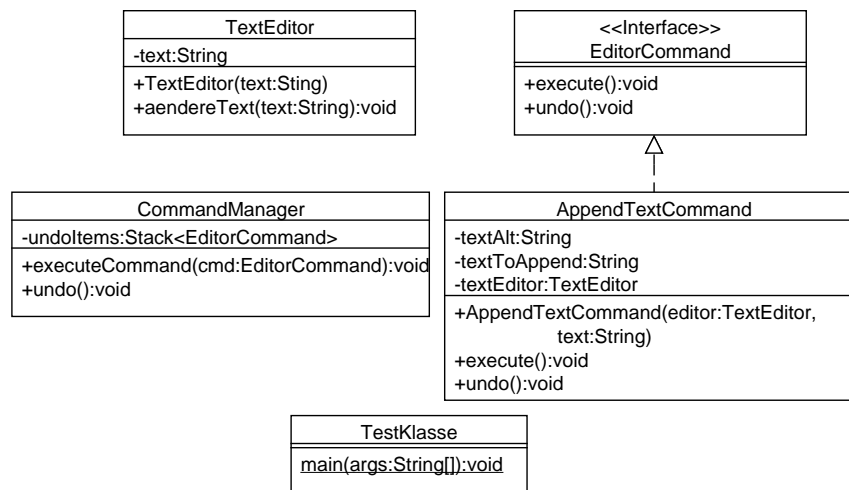 TextEditor
-text:String
+TextEditor(text:Sting)
+aendereText(text:String):void
<<Interface>>
EditorCommand
+execute():void
+undo():void
CommandManager
-undoItems:Stack<EditorCommand>
+executeCommand(cmd:EditorCommand):void
+undo():void
AppendTextCommand
-textAlt:String
-textToAppend:String
-textEditor:TextEditor
+AppendTextCommand(editor:TextEditor,
text:String)
+execute():void
+undo():void
TestKlasse
main(args:String[]):void